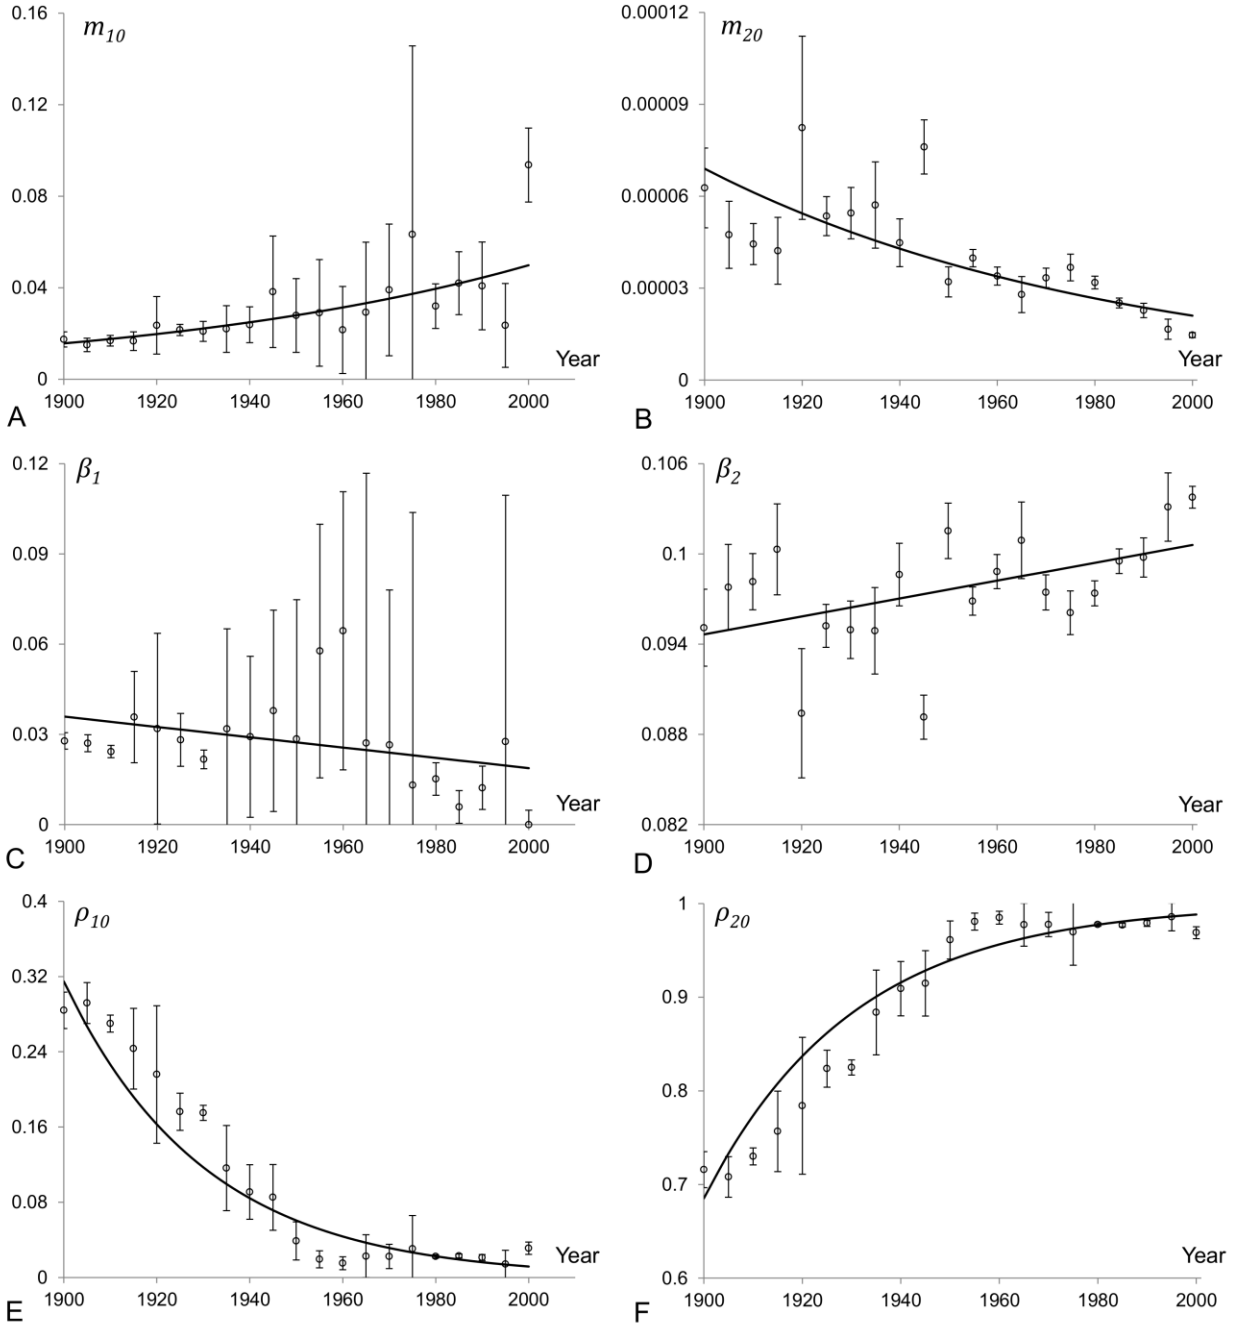 0.16
m10
0.12
0.08
0.04
0
Year
1900 1920 1940 1960 1980 2000
A
0.00012
m20
0.00009
0.00006
0.00003
0
Year
1900 1920 1940 1960 1980 2000
B
0.12
β1
0.09
0.06
0.03
0
Year
1900 1920 1940 1960 1980 2000
C
0.106
β2
0.1
0.094
0.088
0.082
Year
1900 1920 1940 1960 1980 2000
D
0.4
ρ10
0.32
0.24
0.16
0.08
0
Year
1900 1920 1940 1960 1980 2000
E
1
ρ20
0.9
0.8
0.7
0.6
Year
1900 1920 1940 1960 1980 2000
F